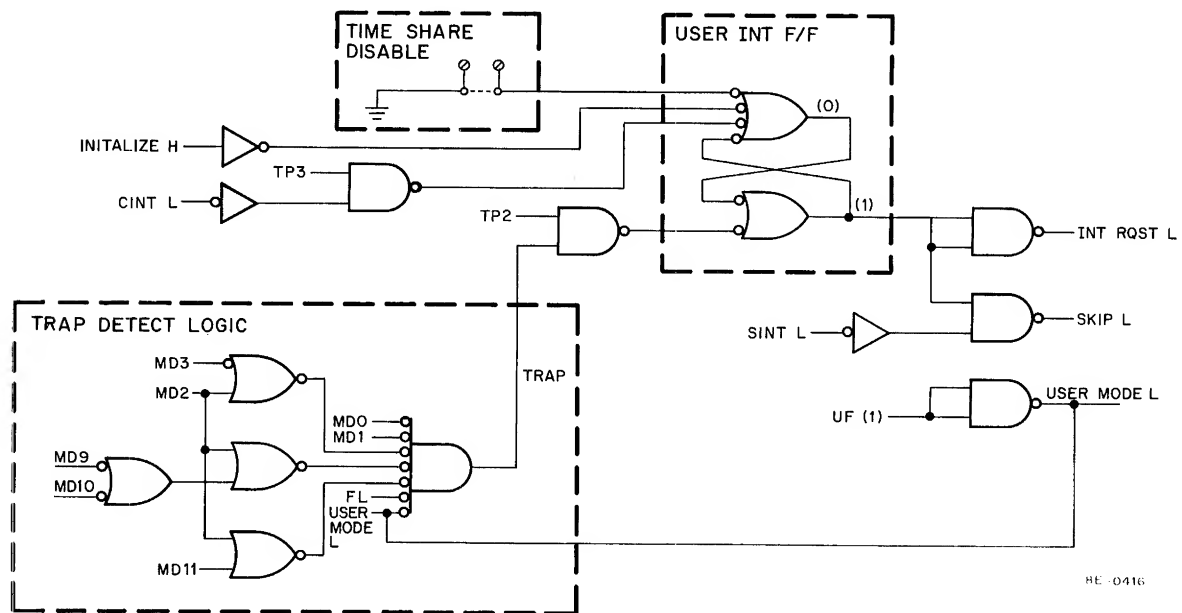 TIME SHARE
DISABLE
USER INT F/F
(0)
INITALIZE H
TP3
CINT L
TP2
(1)
INT RQST L
SINT L
SKIP L
TRAP DETECT LOGIC
MD3
MD2
TRAP
MD0
MD1
USER MODE L
UF (1)
MD9
MD10
FL
USER
MODE
L
MD11
8E-0416